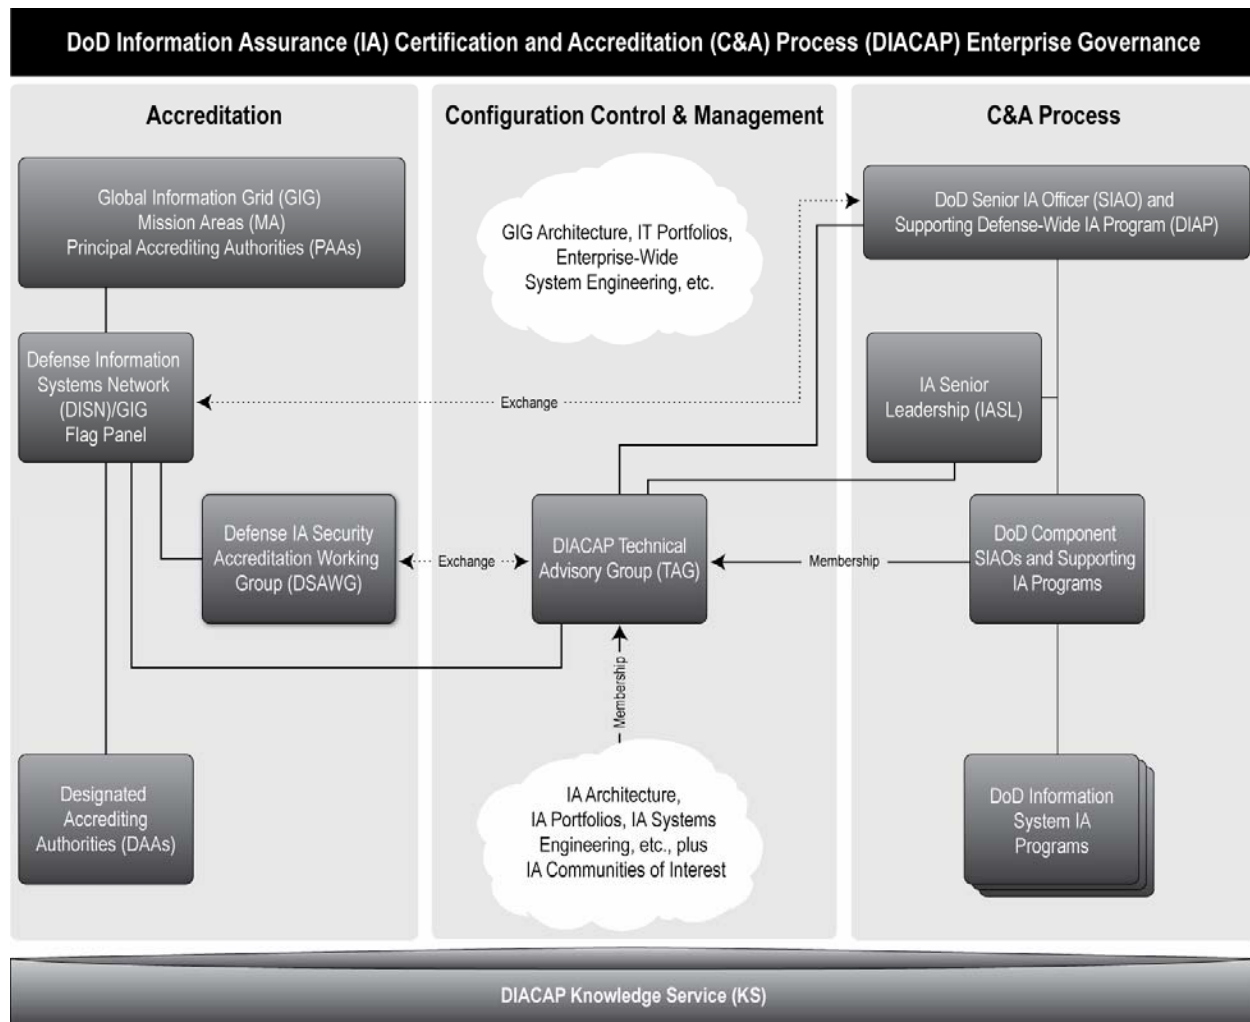 DoD Information Assurance (IA) Certification and Accreditation (C&A) Process (DIACAP) Enterprise Governance
Accreditation
Global Information Grid (GIG)
Mission Areas (MA)
Principal Accrediting Authorities (PAAs)
Defense Information
Systems Network
(DISN)/GIG
Flag Panel
Defense IA Security
Accreditation Working
Group (DSAWG)
Designated
Accrediting
Authorities (DAAs)
Configuration Control & Management
GIG Architecture, IT Portfolios,
Enterprise-Wide
System Engineering, etc.
Exchange
Exchange
DIACAP Technical
Advisory Group (TAG)
Membership
Membership
IA Architecture,
IA Portfolios, IA Systems
Engineering, etc., plus
IA Communities of Interest
C&A Process
DoD Senior IA Officer (SIAO) and
Supporting Defense-Wide IA Program (DIAP)
IA Senior
Leadership (IASL)
DoD Component
SIAOs and Supporting
IA Programs
DoD Information
System IA
Programs
DIACAP Knowledge Service (KS)